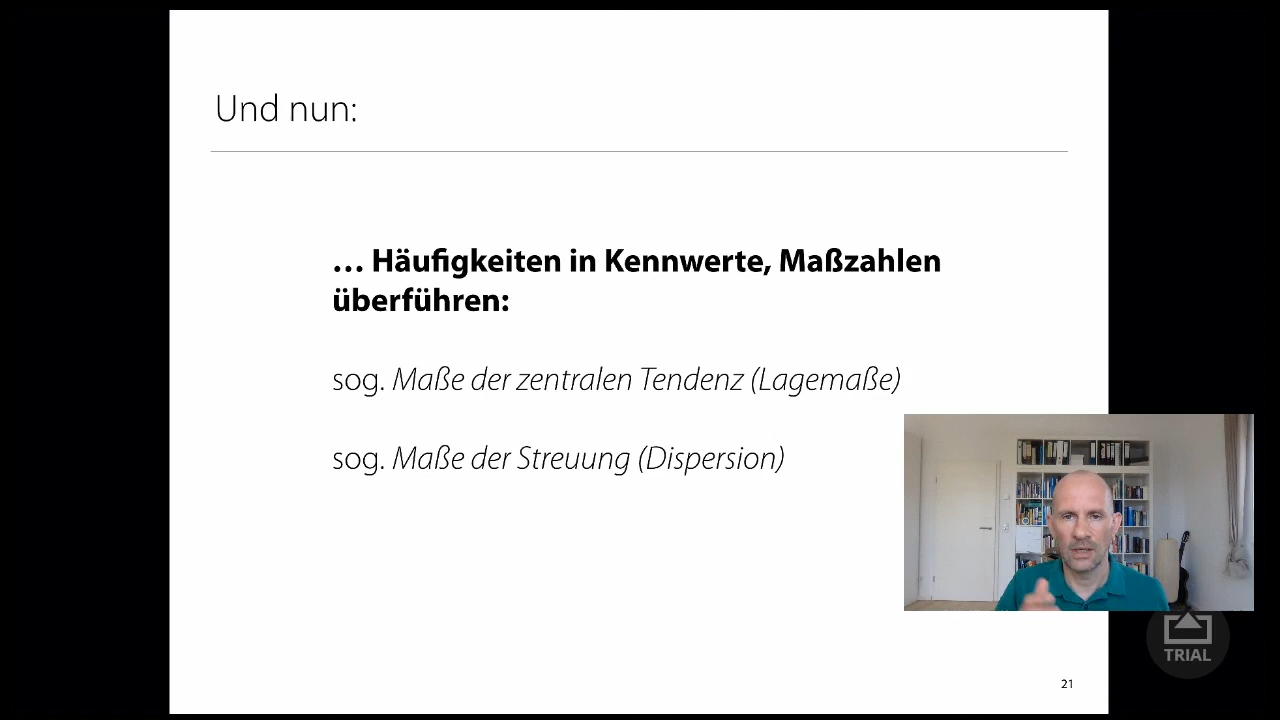 Und nun:
… Häufigkeiten in Kennwerte, Maßzahlen
überführen:
sog. Maße der zentralen Tendenz (Lagemaße)
sog. Maße der Streuung (Dispersion)
TRIAL
21